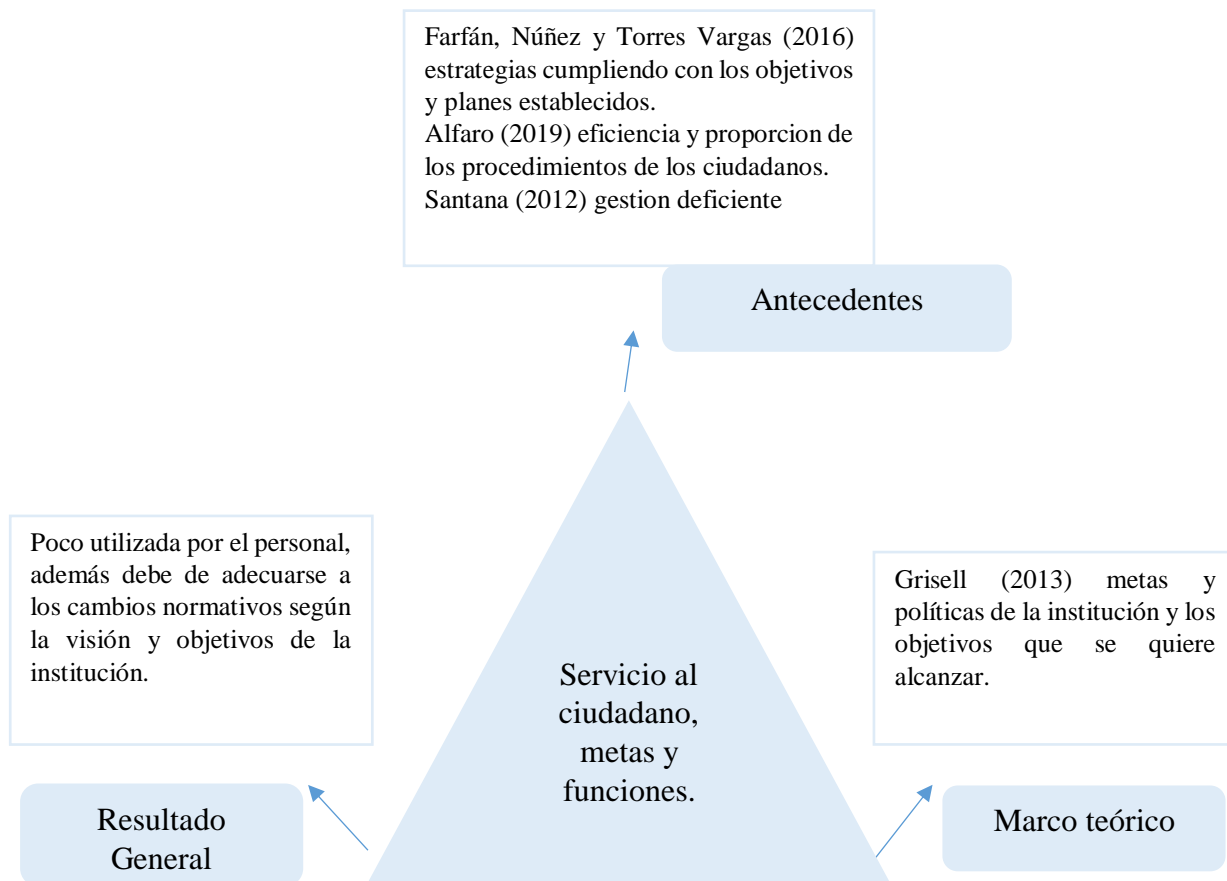 Farfán, Núñez y Torres Vargas (2016)
estrategias cumpliendo con los objetivos
y planes establecidos.
Alfaro (2019) eficiencia y proporcion de
los procedimientos de los ciudadanos.
Santana (2012) gestion deficiente
Antecedentes
Poco utilizada por el personal,
además debe de adecuarse a
los cambios normativos según
la visión y objetivos de la
institución.
Grisell (2013) metas y
políticas de la institución y los
objetivos que se quiere
alcanzar.
Servicio al
ciudadano,
metas y
funciones.
Resultado
General
Marco teórico